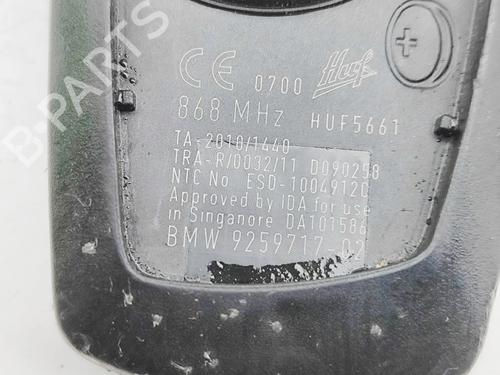 B-PARTS
CE 0700 Huf
868 MHz HUF5661
TA-2010/1440
TRA-R/0032/11 D090258
NTC No ESD-1004912C
Approved by IDA for use
in Singapore DA101586
BMW 9259717-02